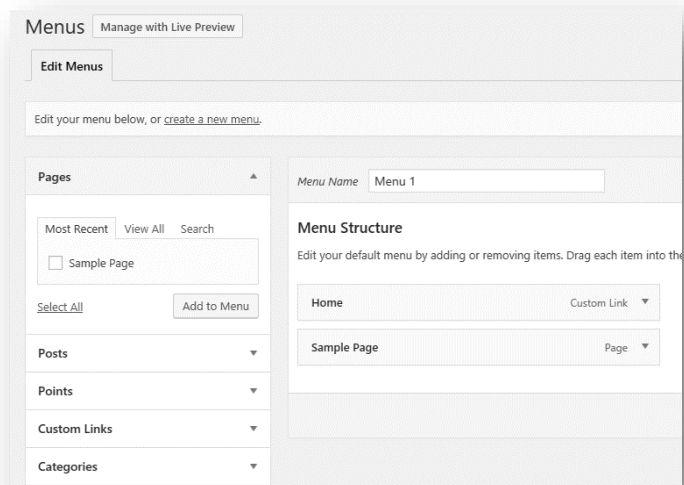 Menus Manage with Live Preview
Edit Menus
Edit your menu below, or create a new menu.
Pages
Most Recent View All Search
Sample Page
Select All Add to Menu
Posts
Points
Custom Links
Categories
Menu Name Menu 1
Menu Structure
Edit your default menu by adding or removing items. Drag each item into the
Home Custom Link
Sample Page Page